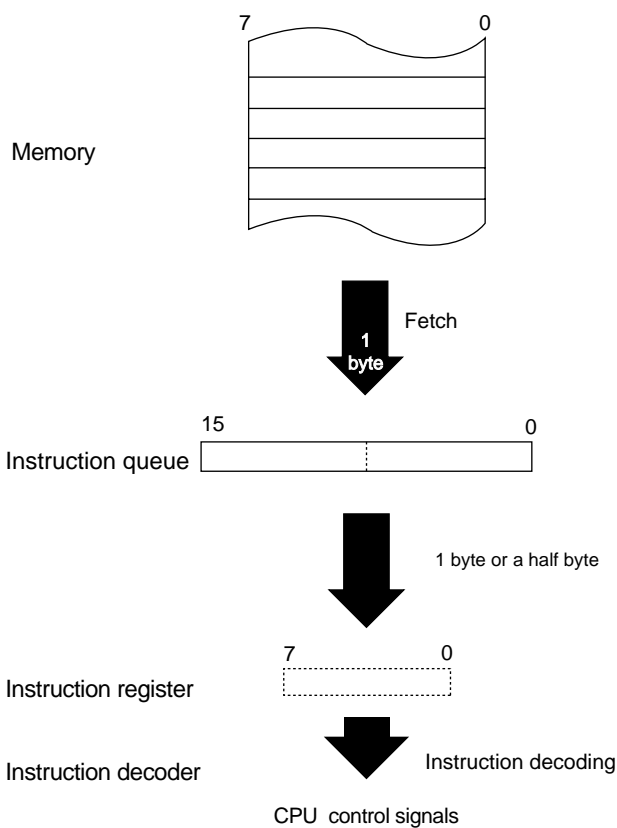 7 0
Memory
Fetch
1
byte
15 0
Instruction queue
1 byte or a half byte
7 0
Instruction register
Instruction decoding
Instruction decoder
CPU control signals